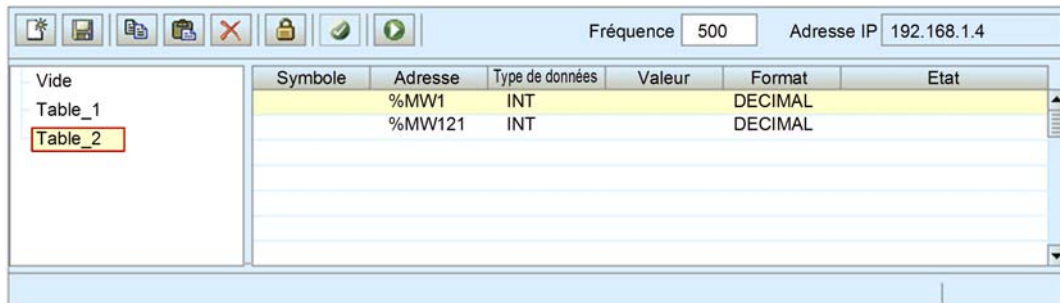 Fréquence 500 Adresse IP 192.168.1.4
Vide
Table_1
Table_2
Symbole Adresse Type de données Valeur Format Etat
%MW1 INT DECIMAL
%MW121 INT DECIMAL